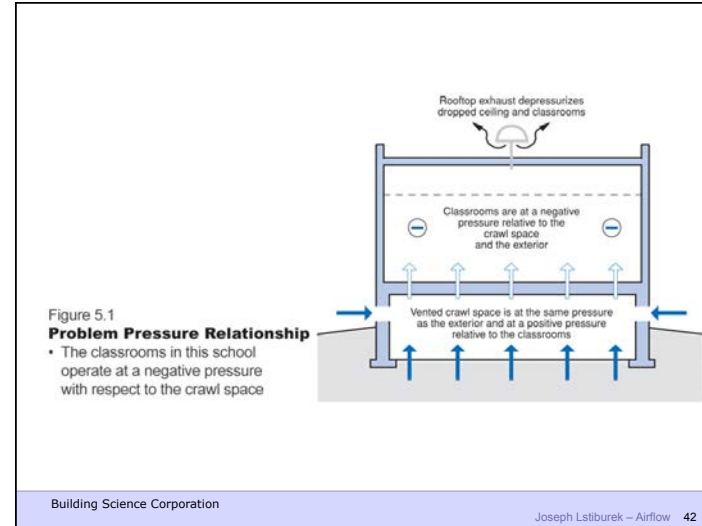 Rooftop exhaust depressurizes
dropped ceiling and classrooms
Classrooms are at a negative
pressure relative to the
crawl space
and the exterior
Vented crawl space is at the same pressure
as the exterior and at a positive pressure
relative to the classrooms
Figure 5.1
Problem Pressure Relationship
• The classrooms in this school
operate at a negative pressure
with respect to the crawl space
Building Science Corporation
Joseph Lstiburek – Airflow 42